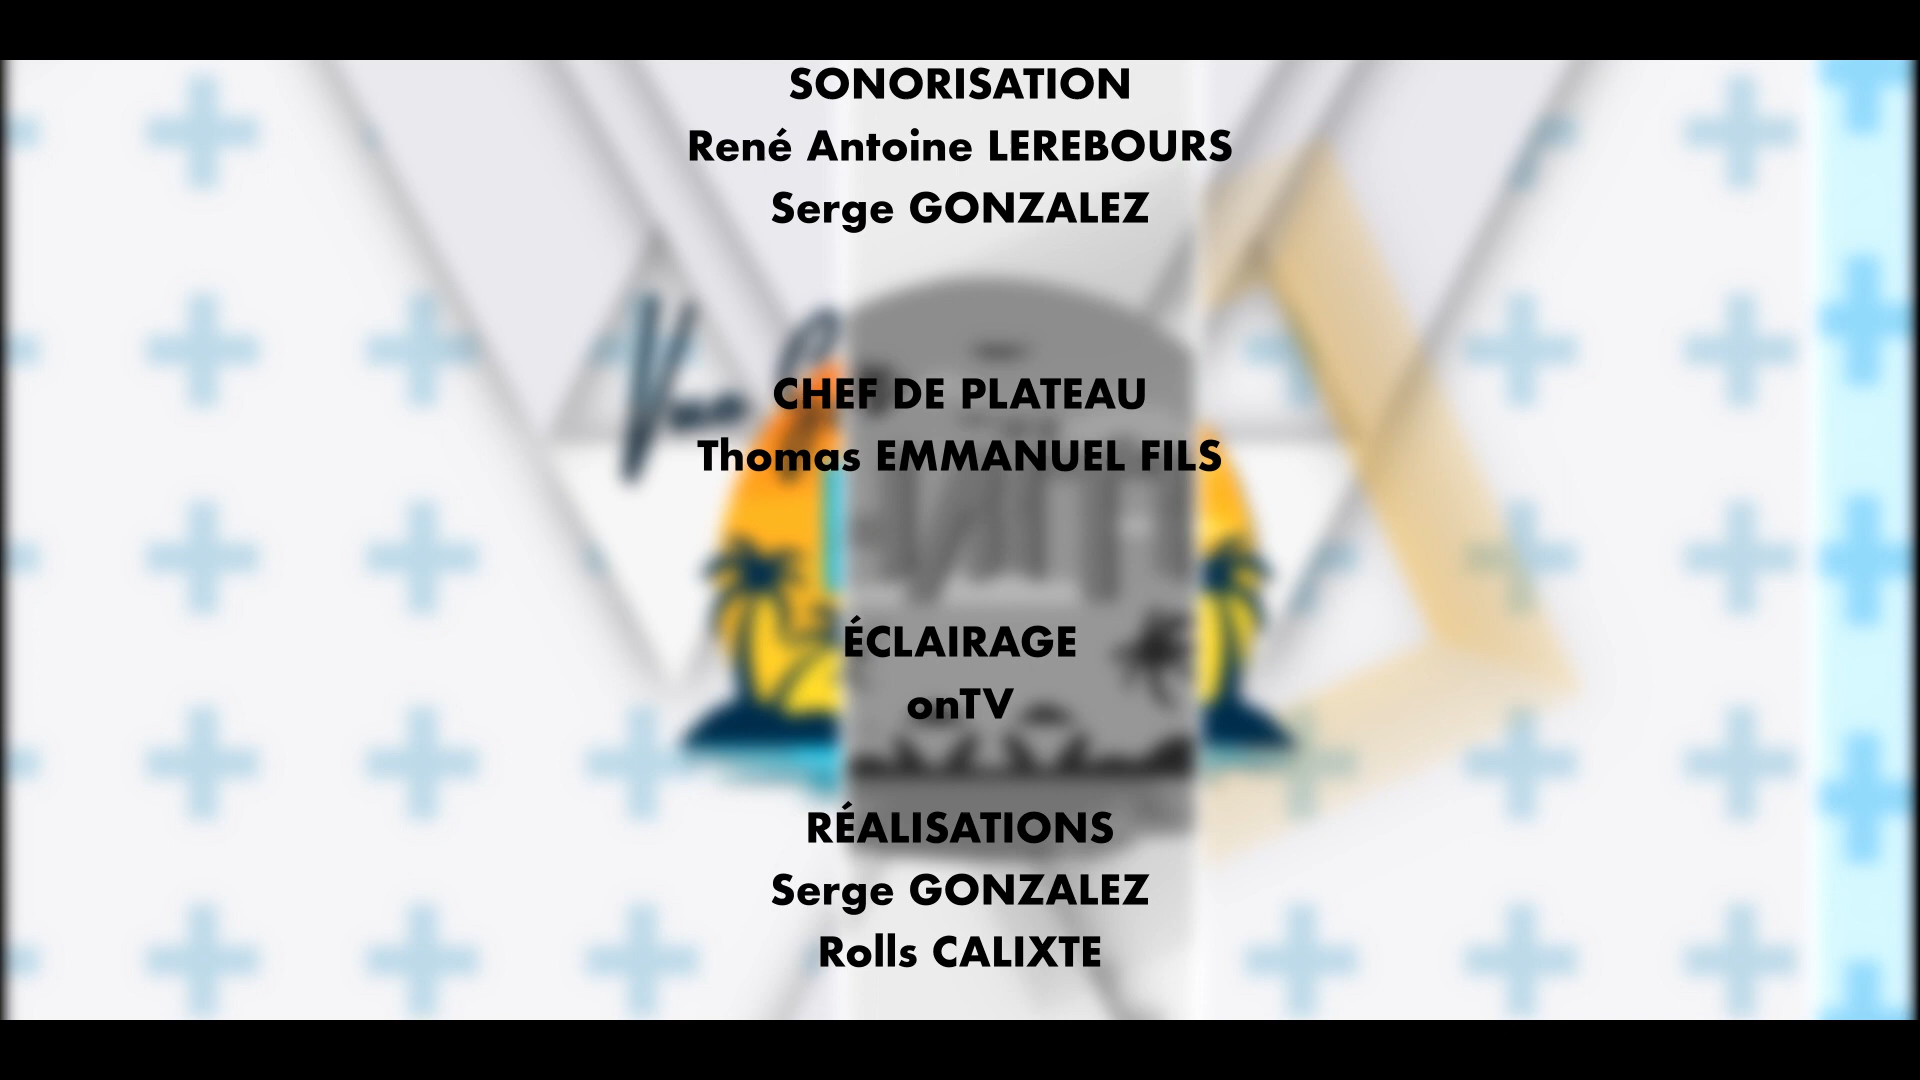 SONORISATION
René Antoine LEREBOURS
Serge GONZALEZ
CHEF DE PLATEAU
Thomas EMMANUEL FILS
ÉCLAIRAGE
onTV
RÉALISATIONS
Serge GONZALEZ
Rolls CALIXTE